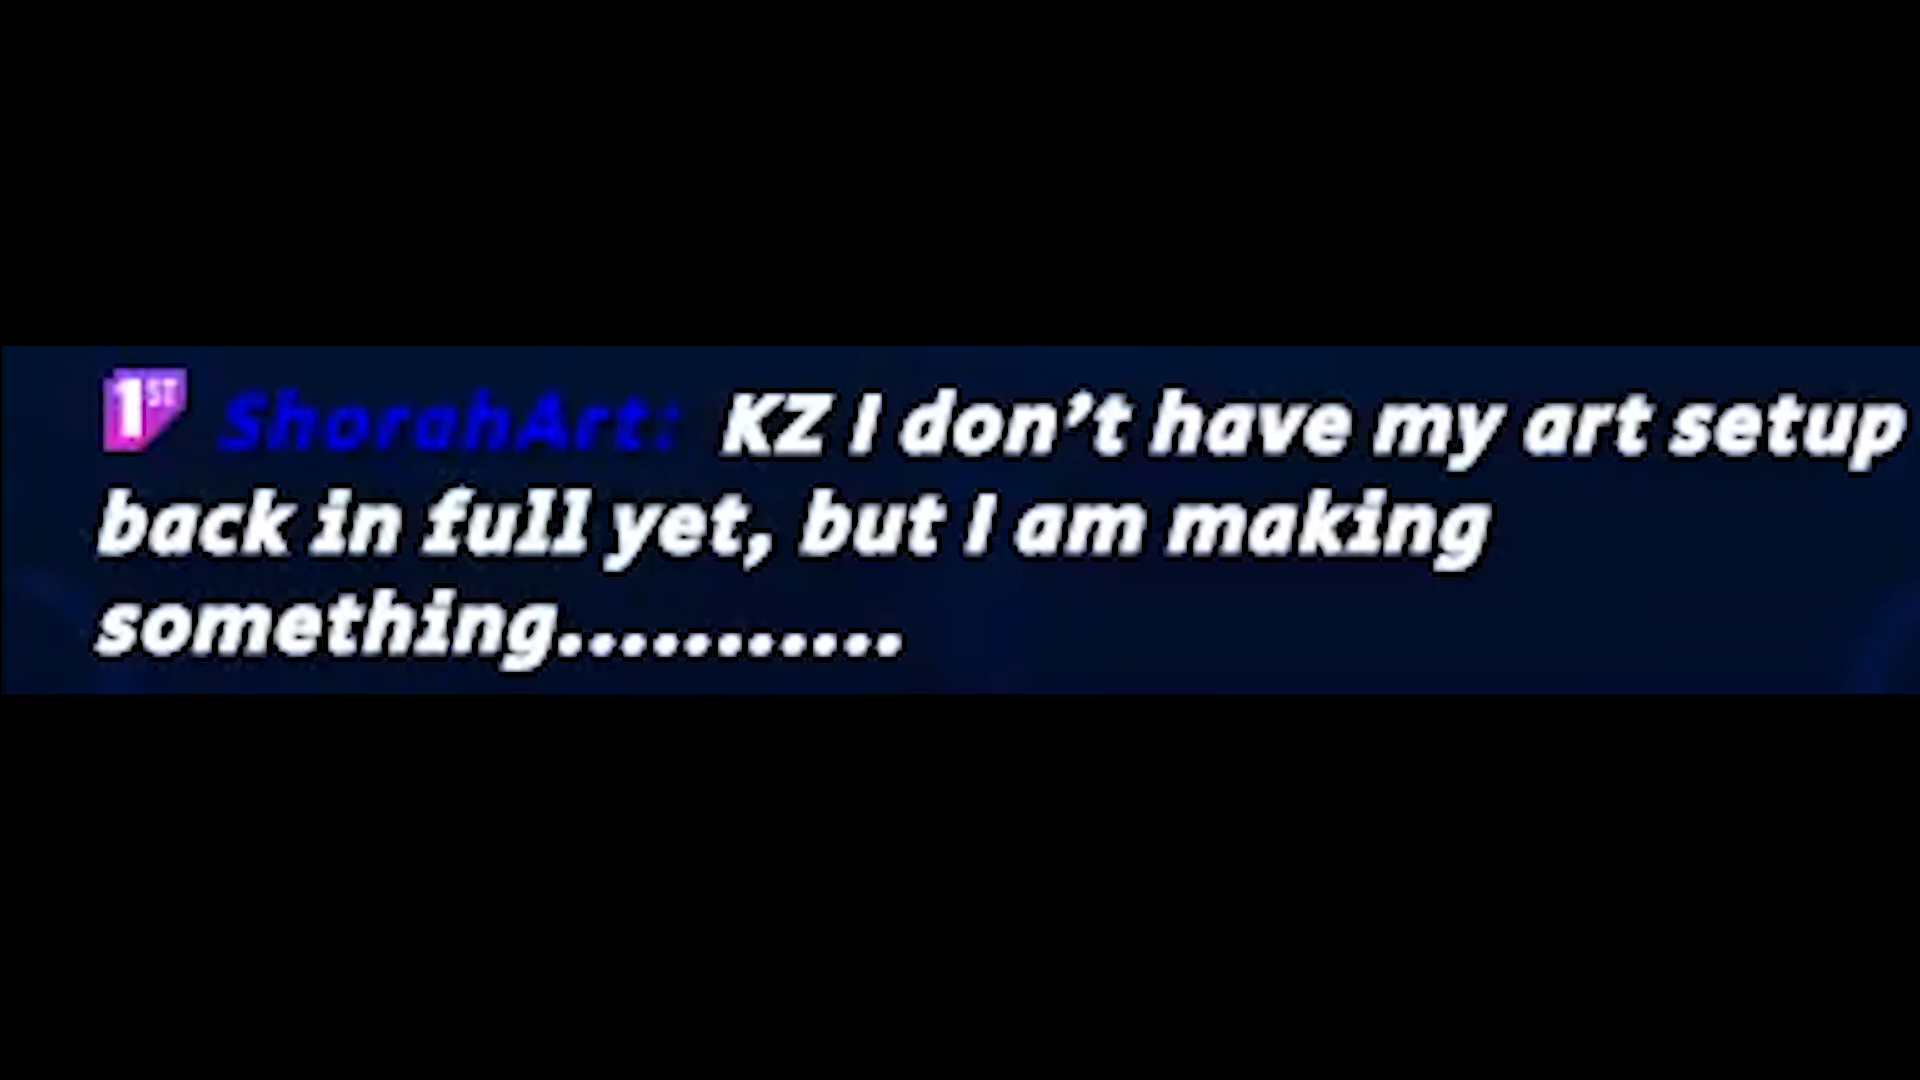 1ST ShorahArt: KZ I don’t have my art setup
back in full yet, but I am making
something...........